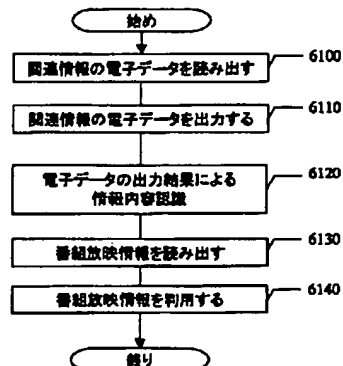 始め
関連情報の電子データを読み出す
6100
関連情報の電子データを出力する
6110
電子データの出力結果による
情報内容認識
6120
番組放映情報を読み出す
6130
番組放映情報を利用する
6140
終り